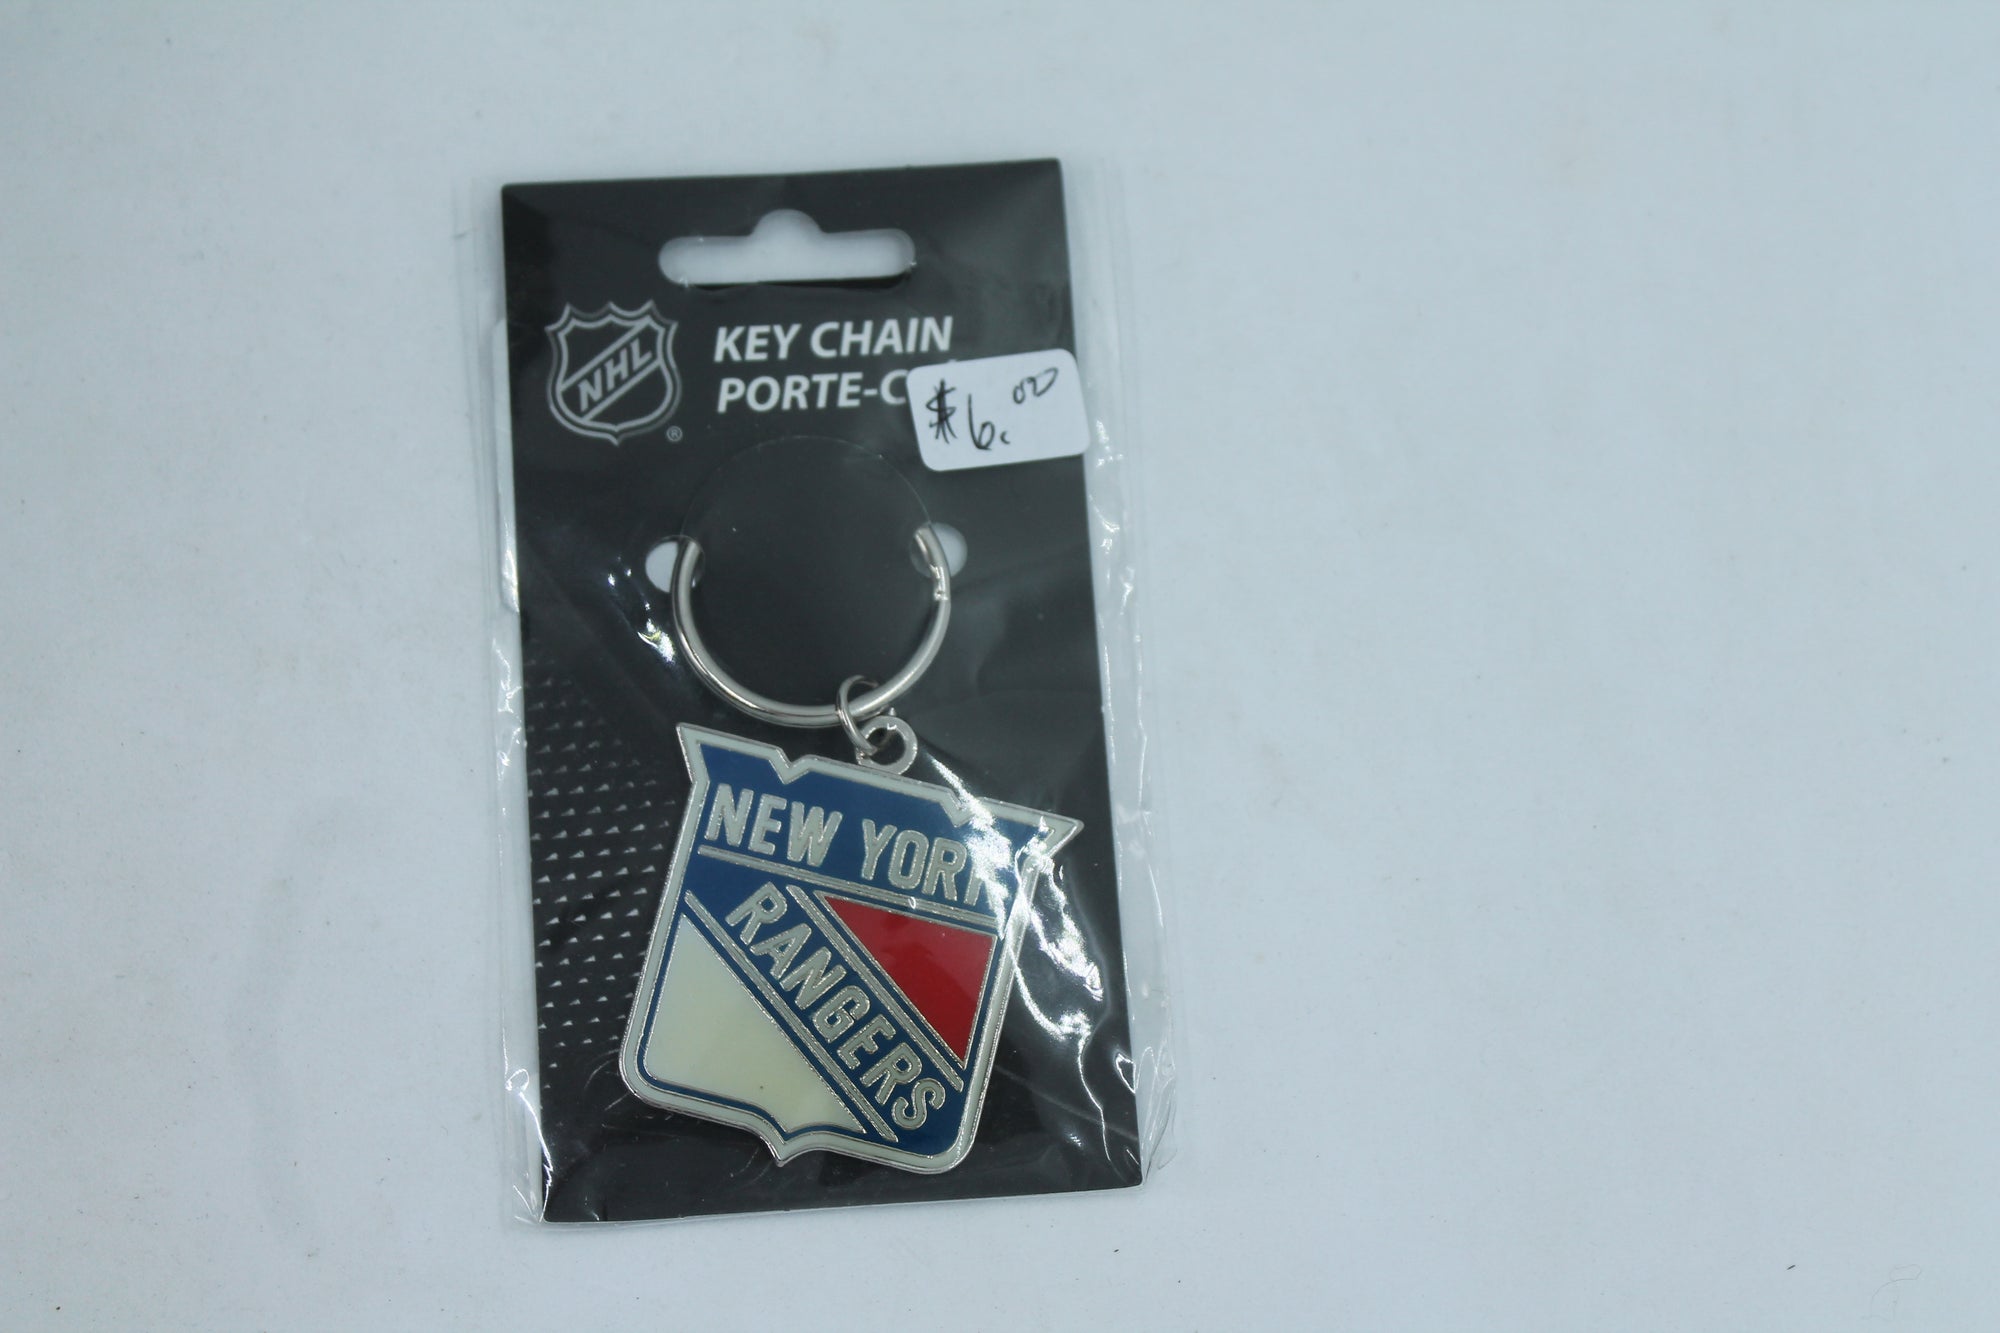 NHL
®
KEY CHAIN
PORTE-C
$6.00
NEW YORK
RANGERS